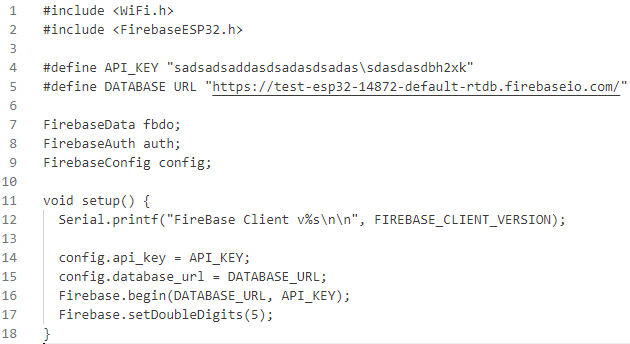 1 #include <WiFi.h>
2 #include <FirebaseESP32.h>
3
4 #define API_KEY "sadsadsaddasdsadasdsadas\sdasdasdbh2xk"
5 #define DATABASE URL "https://test-esp32-14872-default-rtdb.firebaseio.com/"
6
7 FirebaseData fbdo;
8 FirebaseAuth auth;
9 FirebaseConfig config;
10
11 void setup() {
12   Serial.printf("FireBase Client v%s\n\n", FIREBASE_CLIENT_VERSION);
13
14   config.api_key = API_KEY;
15   config.database_url = DATABASE_URL;
16   Firebase.begin(DATABASE_URL, API_KEY);
17   Firebase.setDoubleDigits(5);
18 }